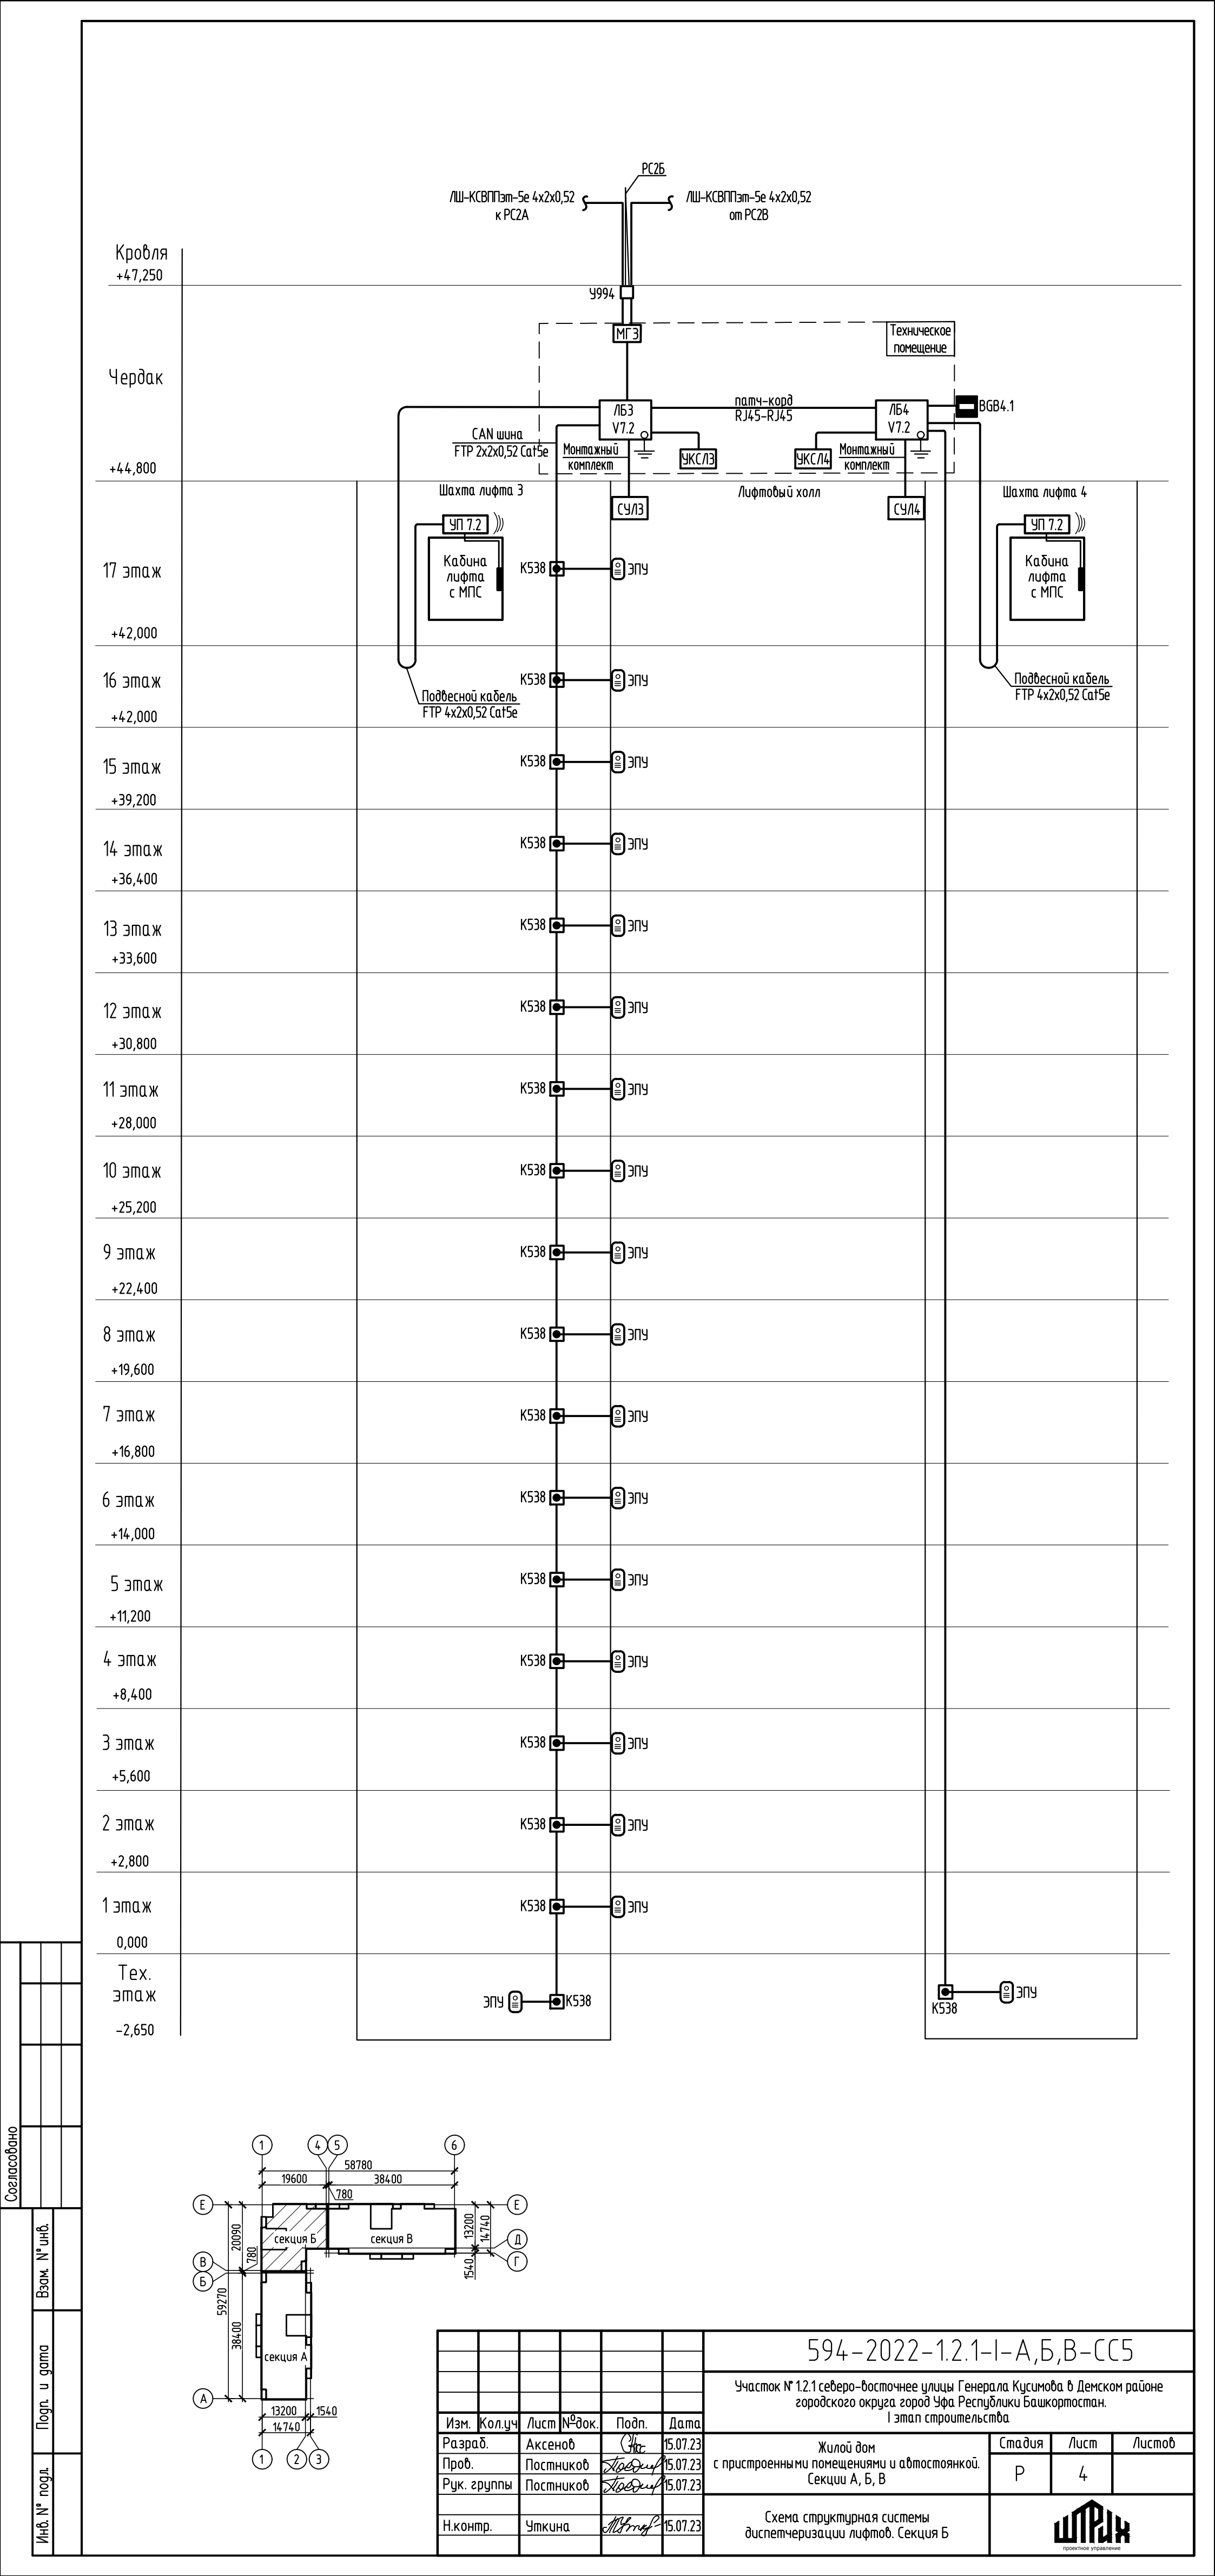 РС2Б
ЛШ-КСВППэт-5е 4х2х0,52
к РС2А
ЛШ-КСВППэт-5е 4х2х0,52
от РС2В
Кровля
+47,250
У994
МГ3
Техническое
помещение
Чердак
ЛБ3
V7.2
патч-корд
RJ45-RJ45
ЛБ4
V7.2
BGB4.1
CAN шина
FTP 2х2х0,52 Cat5e
Монтажный
комплект
УКСЛ3
УКСЛ4
Монтажный
комплект
+44,800
Шахта лифта 3
Лифтовый холл
Шахта лифта 4
СУЛ3
СУЛ4
УП 7.2
УП 7.2
Кабина
лифта
с МПС
Кабина
лифта
с МПС
17 этаж
К538
ЭПУ
+42,000
16 этаж
К538
ЭПУ
Подвесной кабель
FTP 4х2х0,52 Cat5e
Подвесной кабель
FTP 4х2х0,52 Cat5e
+42,000
15 этаж
К538
ЭПУ
+39,200
14 этаж
К538
ЭПУ
+36,400
13 этаж
К538
ЭПУ
+33,600
12 этаж
К538
ЭПУ
+30,800
11 этаж
К538
ЭПУ
+28,000
10 этаж
К538
ЭПУ
+25,200
9 этаж
К538
ЭПУ
+22,400
8 этаж
К538
ЭПУ
+19,600
7 этаж
К538
ЭПУ
+16,800
6 этаж
К538
ЭПУ
+14,000
5 этаж
К538
ЭПУ
+11,200
4 этаж
К538
ЭПУ
+8,400
3 этаж
К538
ЭПУ
+5,600
2 этаж
К538
ЭПУ
+2,800
1 этаж
К538
ЭПУ
0,000
Тех.
этаж
ЭПУ
К538
К538
ЭПУ
-2,650
1
4
5
6
58780
19600
38400
780
Е
Е
секция Б
секция В
20090
780
13200
14740
1540
Д
Г
В
Б
59270
38400
секция А
А
13200
1540
14740
1
2
3
Согласовано
Взам. № инв.
Подп. и дата
Инв. № подл.
594-2022-1.2.1-I-А,Б,В-СС5
Участок № 1.2.1 северо-восточнее улицы Генерала Кусимова в Демском районе
городского округа город Уфа Республики Башкортостан.
I этап строительства
Изм.
Кол.уч
Лист
№док.
Подп.
Дата
Разраб.
Аксенов
15.07.23
Пров.
Постников
15.07.23
Рук. группы
Постников
15.07.23
Н.контр.
Уткина
15.07.23
Жилой дом
с пристроенными помещениями и автостоянкой.
Секции А, Б, В
Стадия
Лист
Листов
Р
4
Схема структурная системы
диспетчеризации лифтов. Секция Б
ШТРИХ
проектное управление